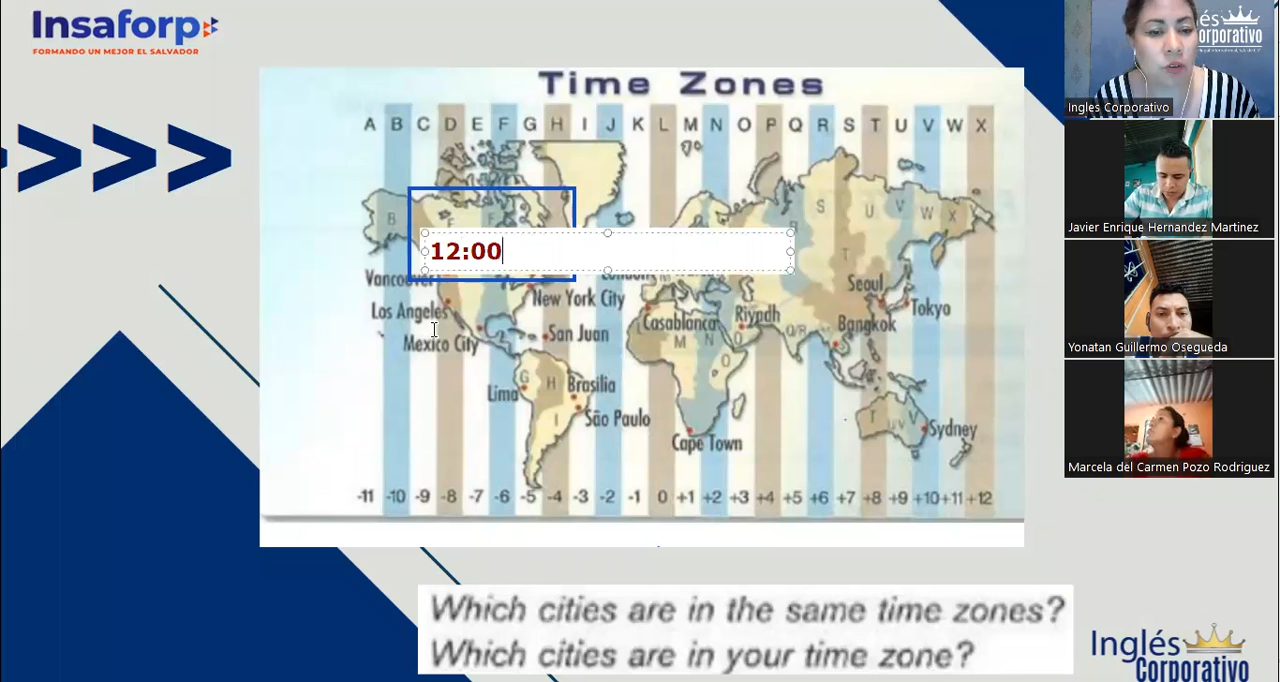 Insaforp
FORMANDO UN MEJOR EL SALVADOR
Time Zones
A B C D E F G H I J K L M N O P Q R S T U V W X
B F F S U V W X
12:00
Vancouver London
New York City Seoul
Los Angeles Casablanca Riyadh Tokyo
Mexico City San Juan Bangkok
M N O Q/R T
Lima G H Brasilia
São Paulo
I T U V Sydney
Cape Town
-11 -10 -9 -8 -7 -6 -5 -4 -3 -2 -1 0 +1 +2 +3 +4 +5 +6 +7 +8 +9 +10 +11 +12
Which cities are in the same time zones?
Which cities are in your time zone?
Inglés
Corporativo
Ingles Corporativo
Javier Enrique Hernandez Martinez
Yonatan Guillermo Osegueda
Marcela del Carmen Pozo Rodriguez